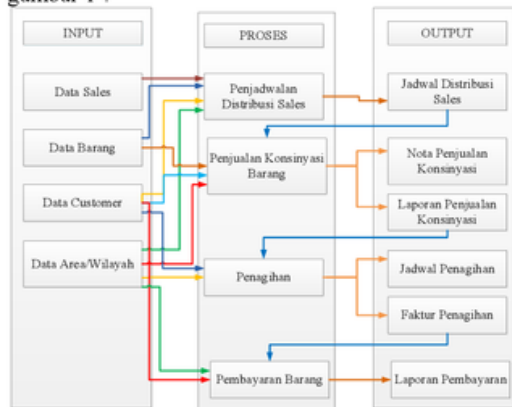 INPUT
PROSES
OUTPUT
Data Sales
Penjadwalan
Distribusi Sales
Jadwal Distribusi
Sales
Data Barang
Penjualan Konsinyasi
Barang
Nota Penjualan
Konsinyasi
Data Customer
Laporan Penjualan
Konsinyasi
Data Area/Wilayah
Penagihan
Jadwal Penagihan
Faktur Penagihan
Pembayaran Barang
Laporan Pembayaran